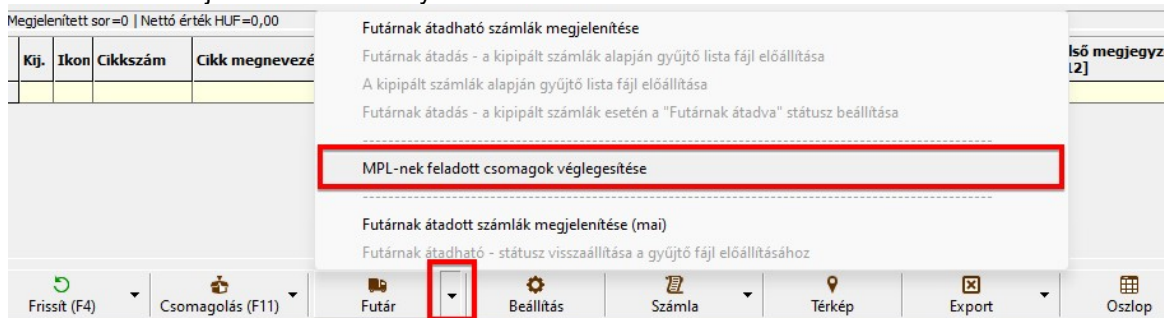 Megjelenített sor=0 | Nettó érték HUF=0,00
Kij. Ikon Cikkszám Cikk megnevezé
lső megjegyz
12]
Futárnak átadható számlák megjelenítése
Futárnak átadás - a kipipált számlák alapján gyűjtő lista fájl előállítása
A kipipált számlák alapján gyűjtő lista fájl előállítása
Futárnak átadás - a kipipált számlák esetén a "Futárnak átadva" státusz beállítása
MPL-nek feladott csomagok véglegesítése
Futárnak átadott számlák megjelenítése (mai)
Futárnak átadható - státusz visszaállítása a gyűjtő fájl előállításához
Frissít (F4) Csomagolás (F11) Futár Beállítás Számla Térkép Export Oszlop